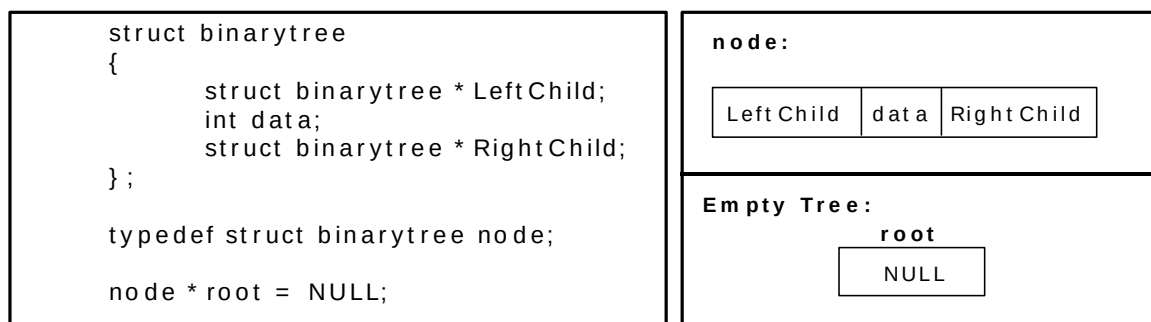 struct binarytree
{
struct binarytree * LeftChild;
int data;
struct binarytree * RightChild;
} ;
typedef struct binarytree node;
node * root = NULL;
node:
LeftChild data RightChild
Empty Tree:
root
NULL